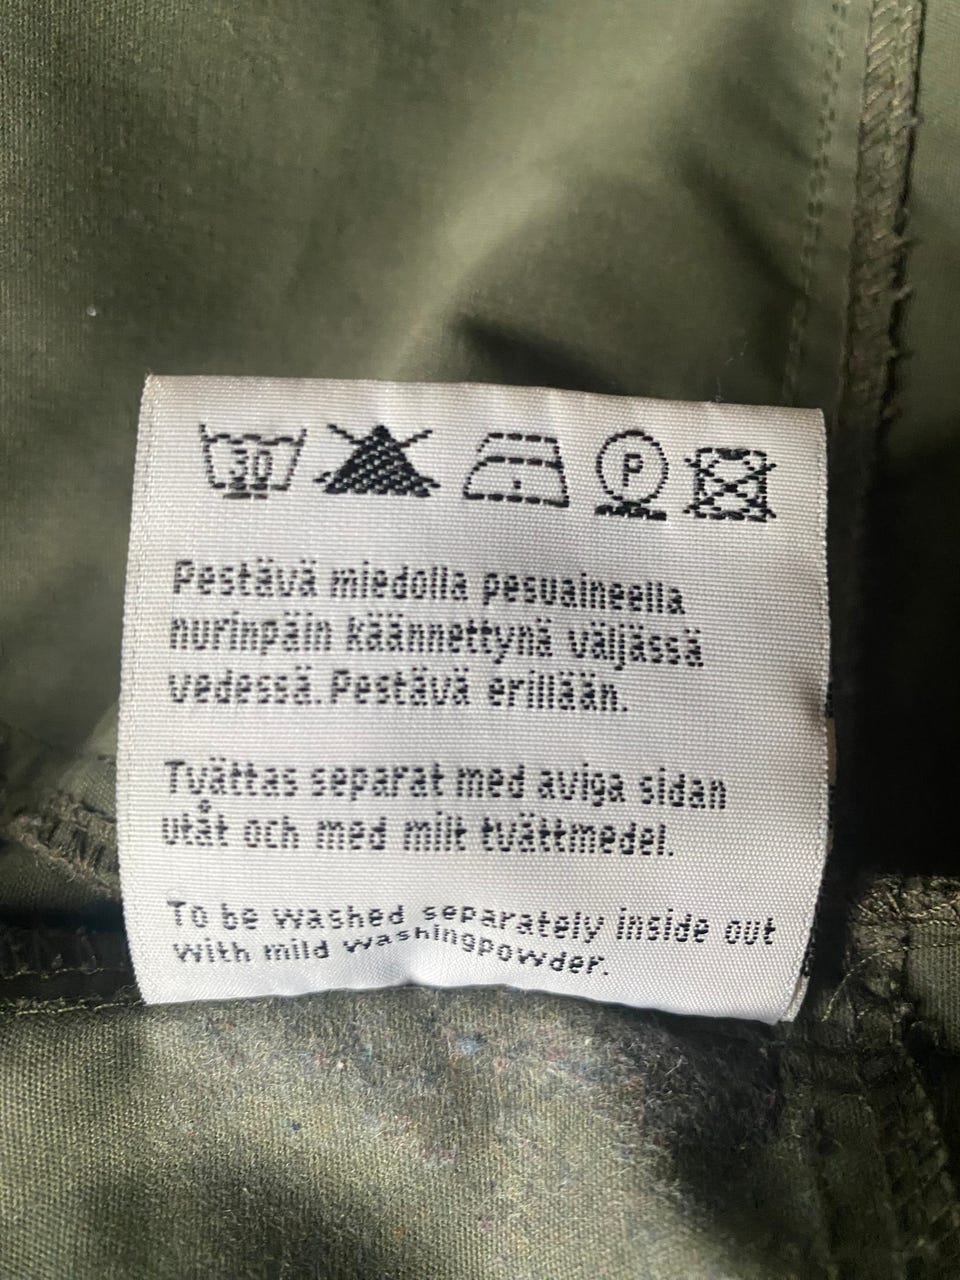 30 P
Pestävä miedolla pesuaineella
nurinpäin käännettynä väljässä
vedessä. Pestävä erillään.
Tvättas separat med aviga sidan
utåt och med milt tvättmedel.
To be washed separately inside out
with mild washingpowder.